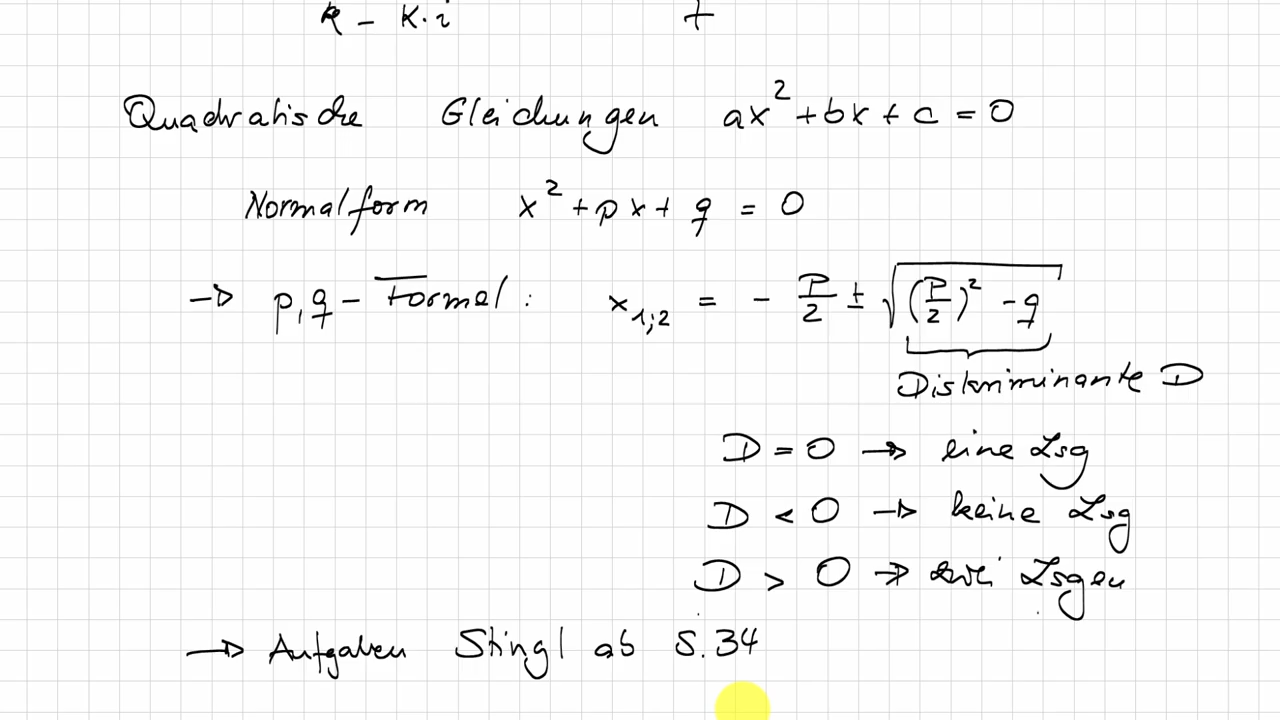 k - k·i
Quadratische Gleichungen ax² + bx + c = 0
Normalform x² + px + q = 0
→ p,q - Formel : x₁;₂ = - p/2 ± √((p/2)² - q)
Diskriminante D
D = 0 → eine Lsg
D < 0 → keine Lsg
D > 0 → zwei Lsgen
→ Aufgaben Stingl ab S. 34